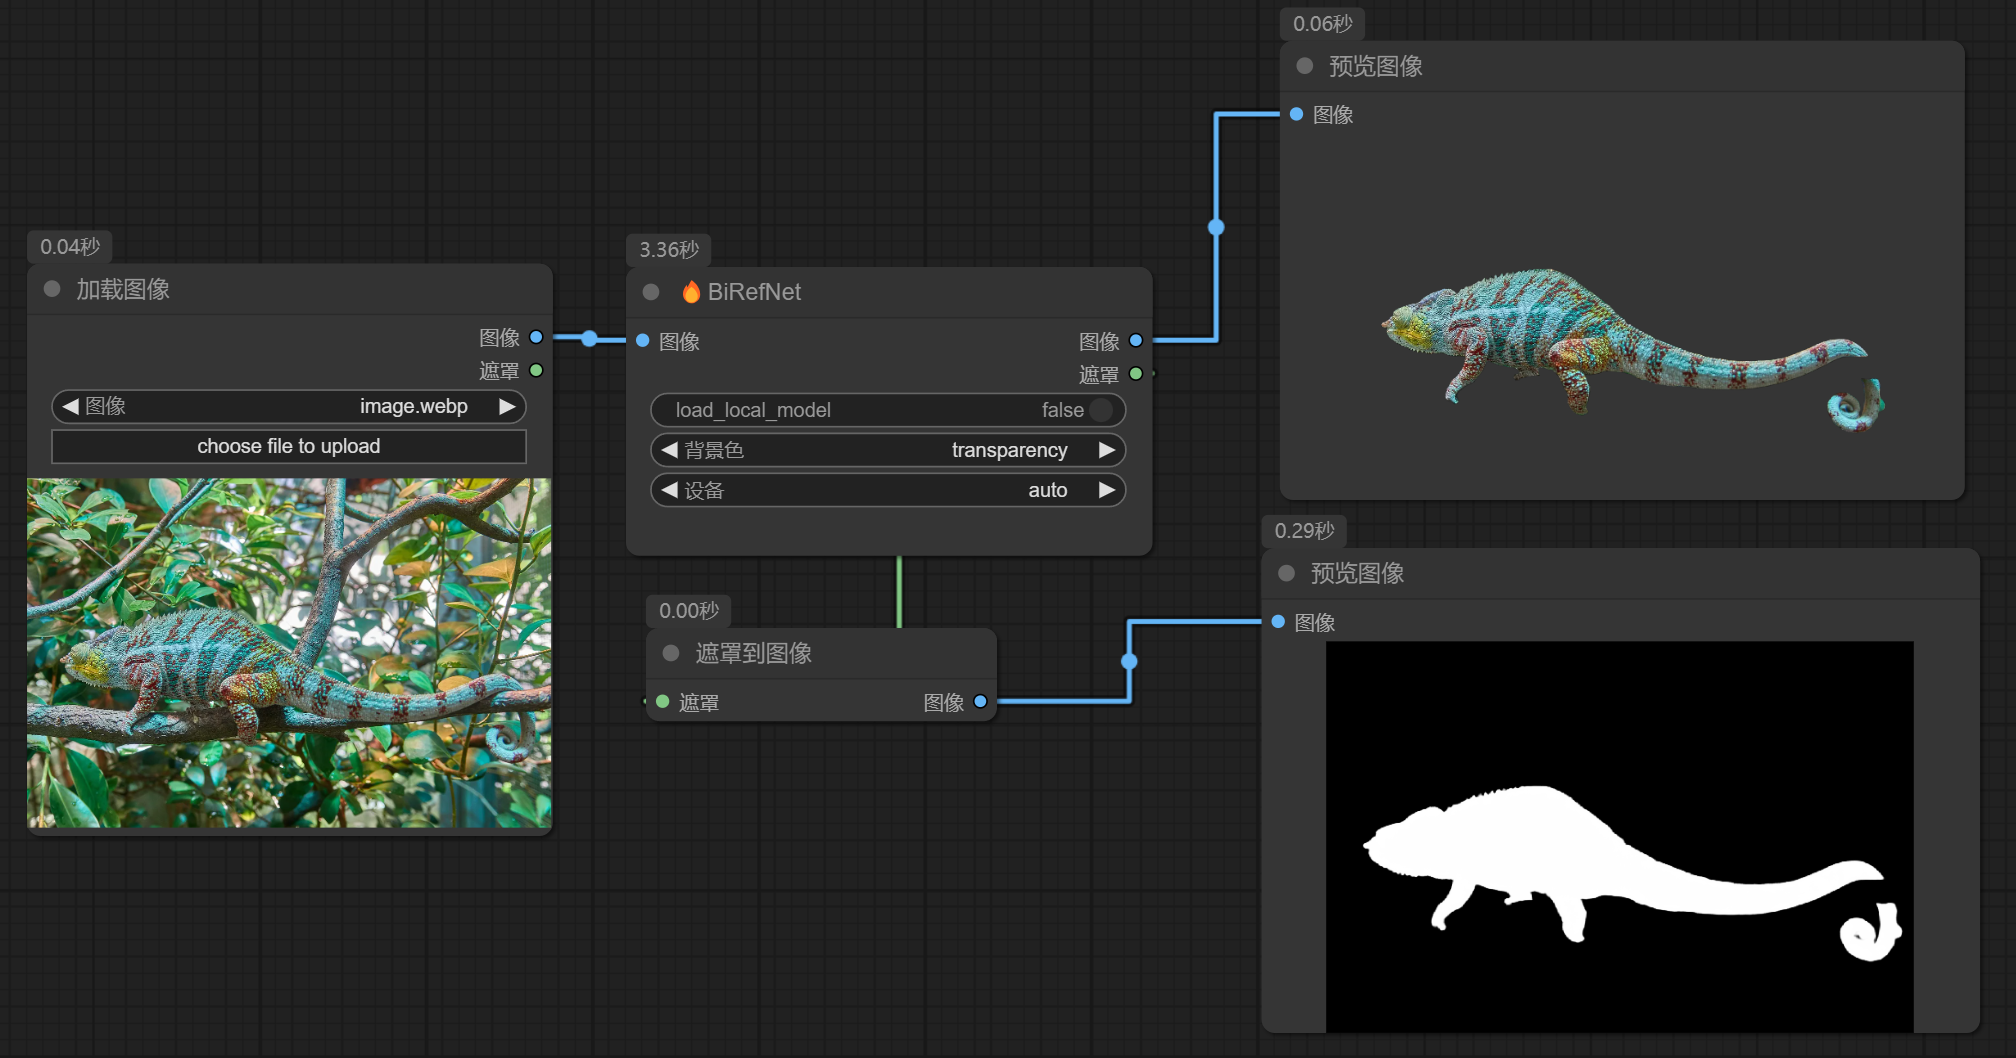 0.04秒
加载图像
图像
遮罩
图像 image.webp
choose file to upload
3.36秒
🔥 BiRefNet
图像 图像
遮罩
load_local_model false
背景色 transparency
设备 auto
0.00秒
遮罩到图像
遮罩 图像
0.06秒
预览图像
图像
0.29秒
预览图像
图像